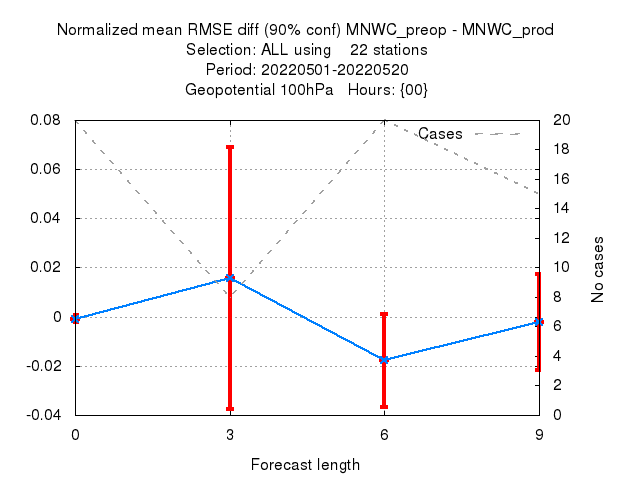 Normalized mean RMSE diff (90% conf) MNWC_preop - MNWC_prod
Selection: ALL using    22 stations
Period: 20220501-20220520
Geopotential 100hPa   Hours: {00}
Cases
0.08
0.06
0.04
0.02
0
-0.02
-0.04
20
18
16
14
12
10
8
6
4
2
0
No cases
0 3 6 9
Forecast length